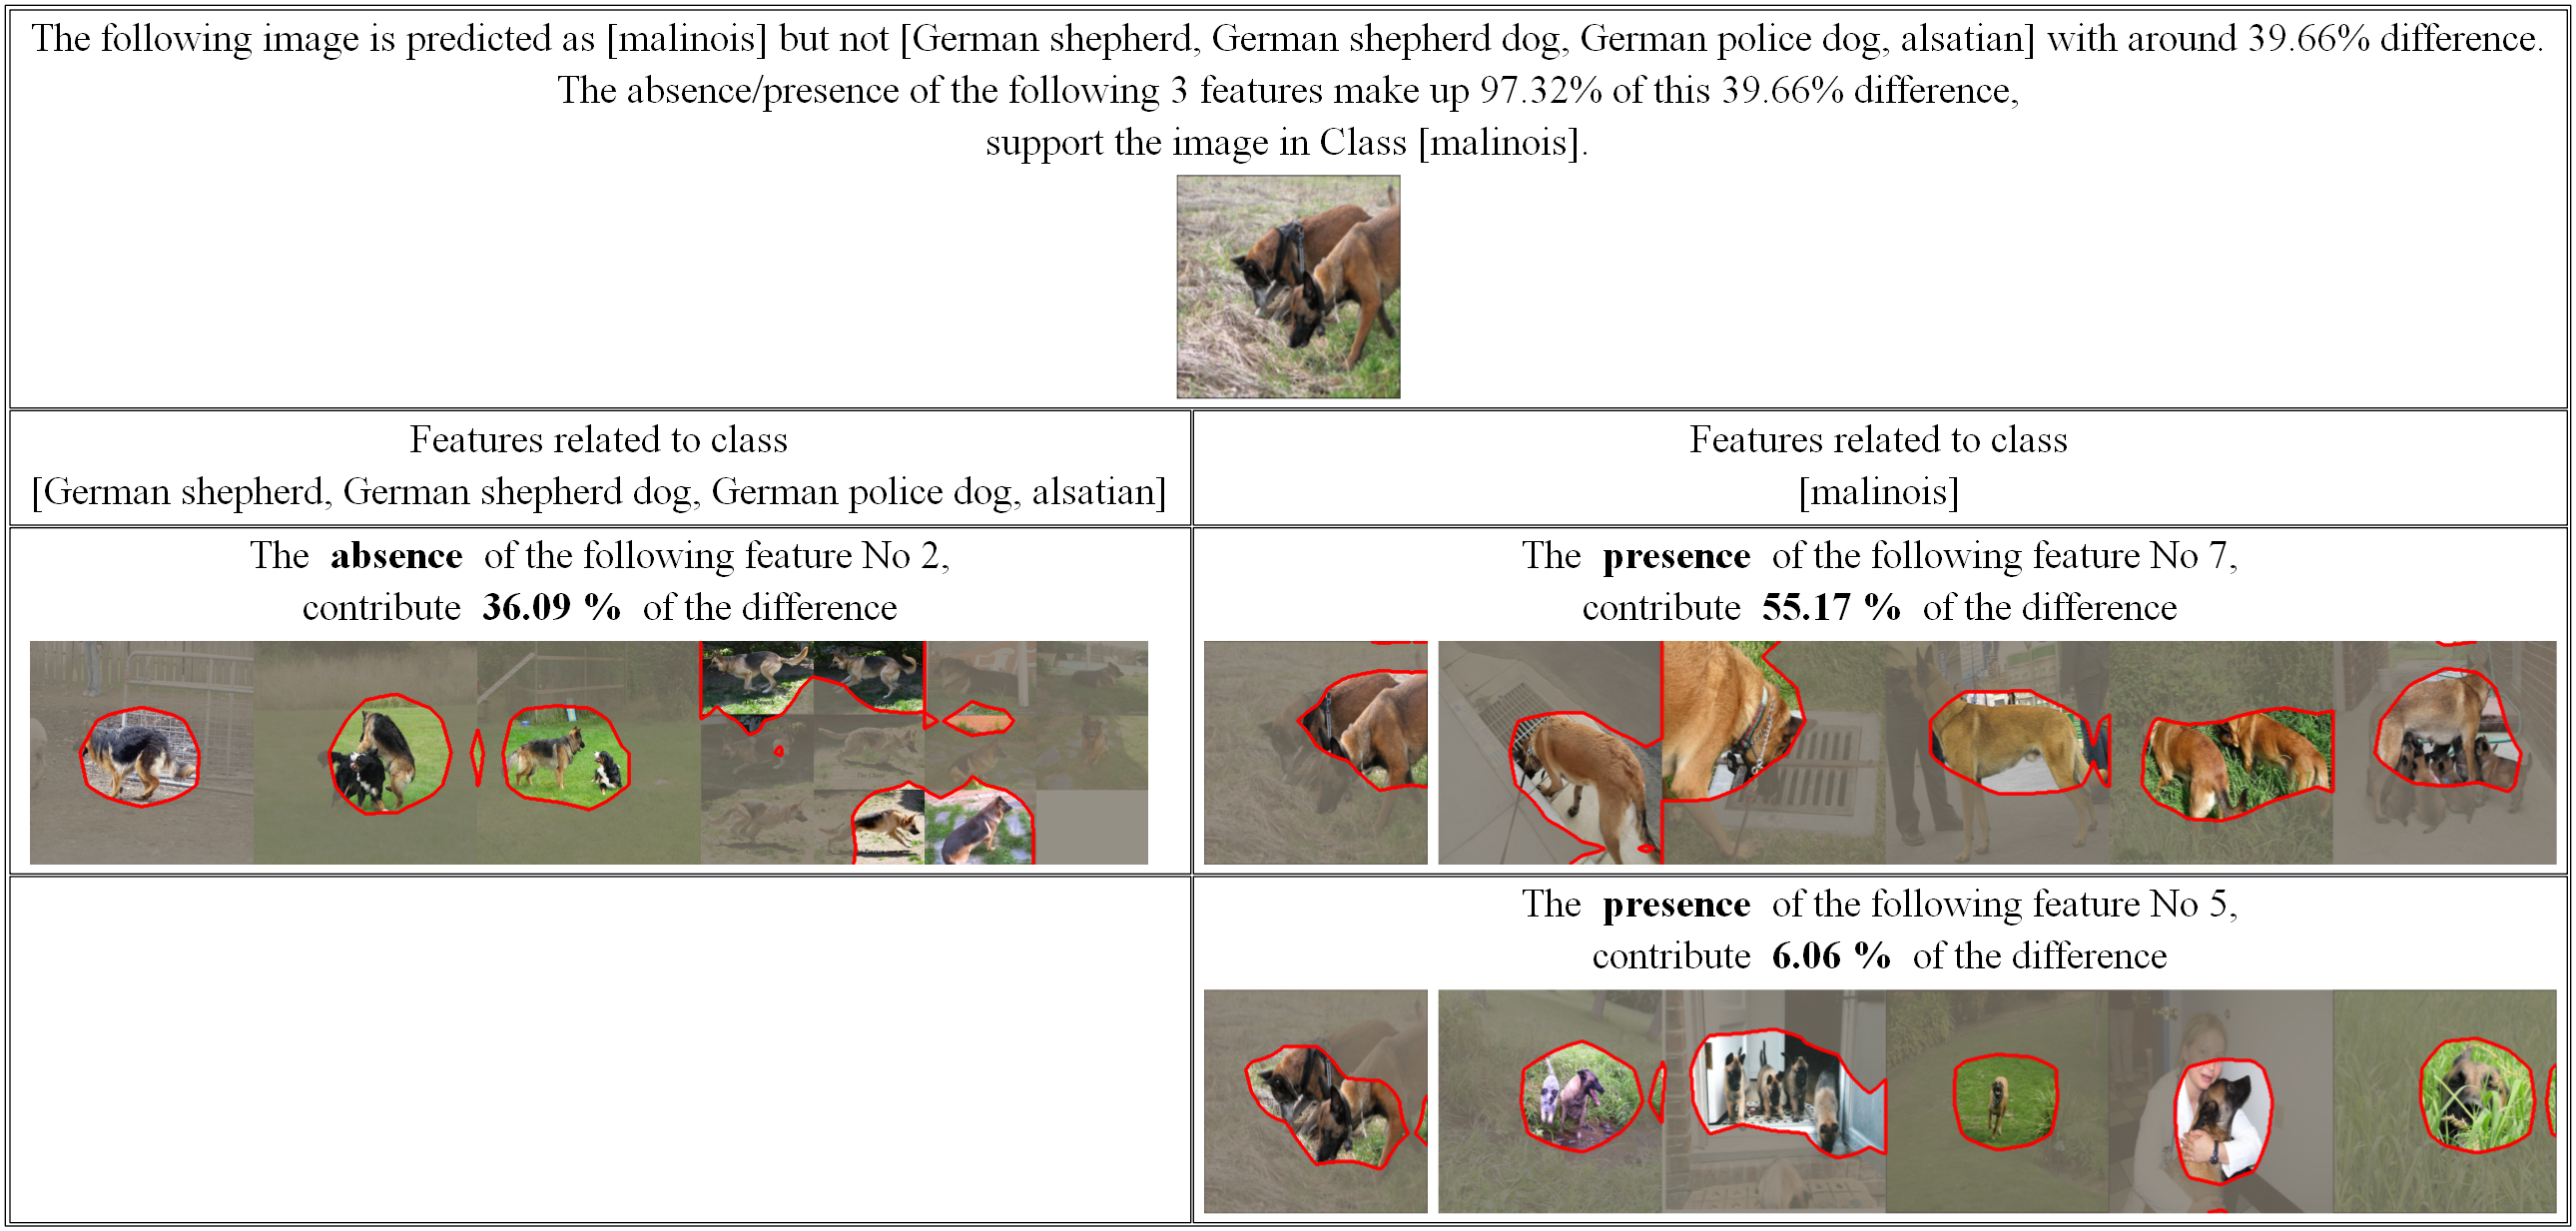 The following image is predicted as [malinois] but not [German shepherd, German shepherd dog, German police dog, alsatian] with around 39.66% difference.
The absence/presence of the following 3 features make up 97.32% of this 39.66% difference,
support the image in Class [malinois].
Features related to class
[German shepherd, German shepherd dog, German police dog, alsatian]
Features related to class
[malinois]
The absence of the following feature No 2,
contribute 36.09 % of the difference
The presence of the following feature No 7,
contribute 55.17 % of the difference
The Search
The Chase
The presence of the following feature No 5,
contribute 6.06 % of the difference